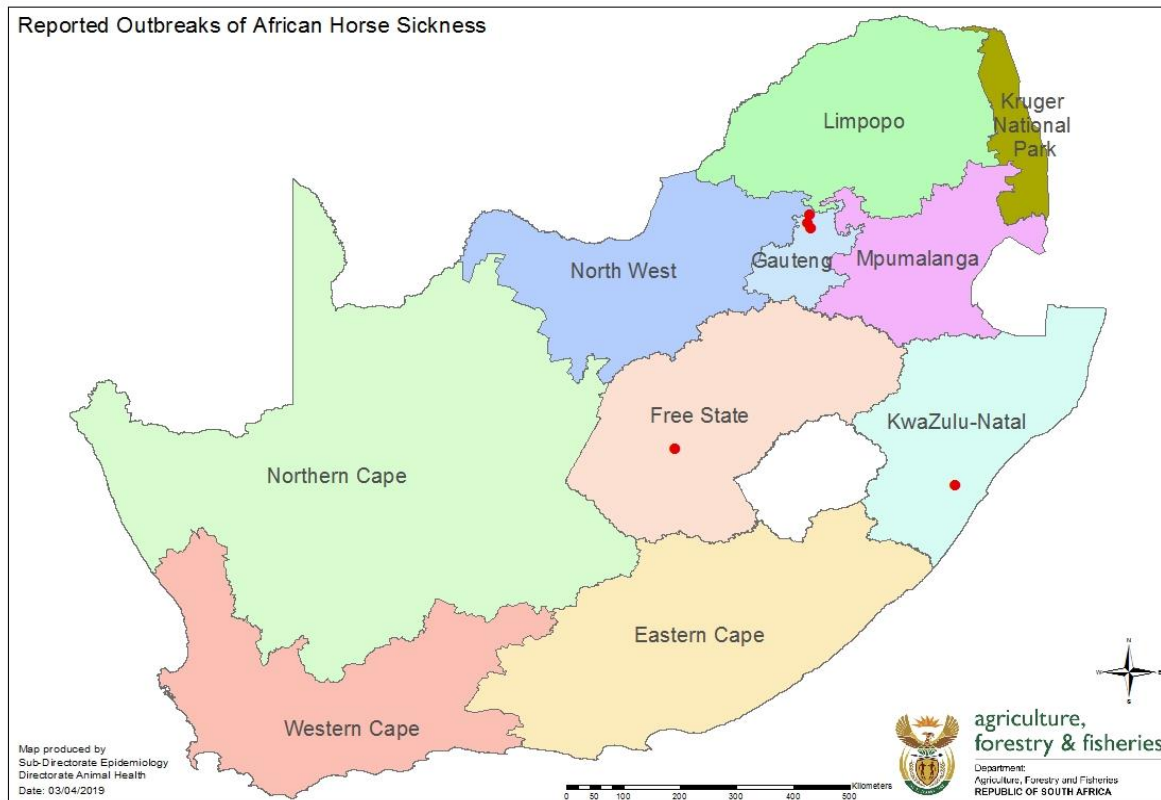 Reported Outbreaks of African Horse Sickness
Limpopo
Kruger
National
Park
North West
Gauteng
Mpumalanga
Free State
KwaZulu-Natal
Northern Cape
Eastern Cape
Western Cape
N
W
E
S
Map produced by
Sub-Directorate Epidemiology
Directorate Animal Health
Date: 03/04/2019
Kilometers
0 50 100 200 300 400 500
agriculture,
forestry & fisheries
Department:
Agriculture, Forestry and Fisheries
REPUBLIC OF SOUTH AFRICA